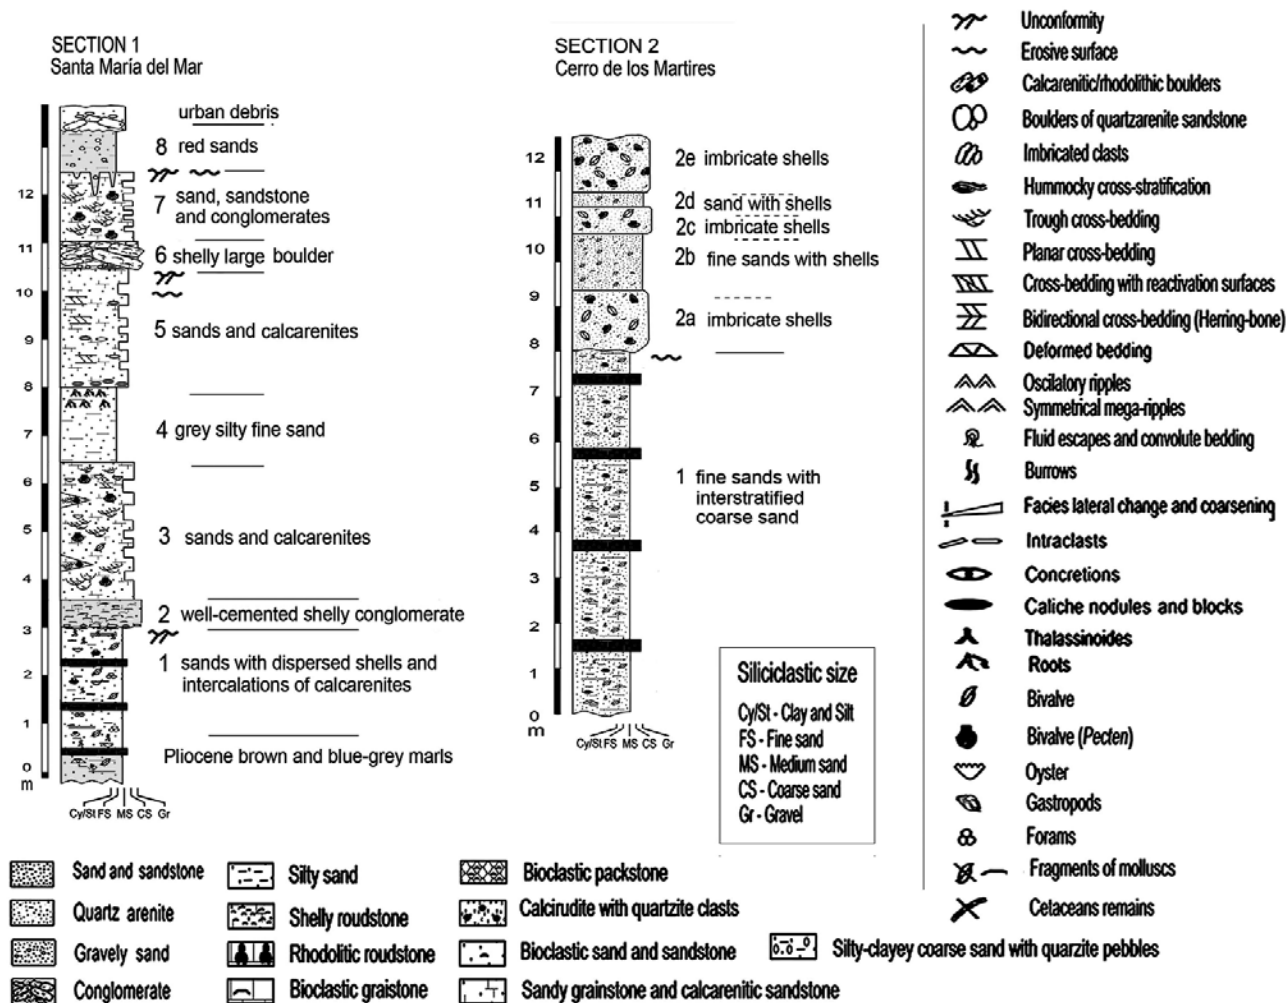 SECTION 1
Santa María del Mar
urban debris
8 red sands
7 sand, sandstone
and conglomerates
6 shelly large boulder
5 sands and calcarenites
4 grey silty fine sand
3 sands and calcarenites
2 well-cemented shelly conglomerate
1 sands with dispersed shells and
intercalations of calcarenites
Pliocene brown and blue-grey marls
12
11
10
9
8
7
6
5
4
3
2
1
0
m
Cy/St FS MS CS Gr
SECTION 2
Cerro de los Martires
2e imbricate shells
2d sand with shells
2c imbricate shells
2b fine sands with shells
2a imbricate shells
1 fine sands with
interstratified
coarse sand
12
11
10
9
8
7
6
5
4
3
2
1
0
m
Cy/St FS MS CS Gr
Siliciclastic size
Cy/St - Clay and Silt
FS - Fine sand
MS - Medium sand
CS - Coarse sand
Gr - Gravel
Unconformity
Erosive surface
Calcarenitic/rhodolithic boulders
Boulders of quartzarenite sandstone
Imbricated clasts
Hummocky cross-stratification
Trough cross-bedding
Planar cross-bedding
Cross-bedding with reactivation surfaces
Bidirectional cross-bedding (Herring-bone)
Deformed bedding
Oscilatory ripples
Symmetrical mega-ripples
Fluid escapes and convolute bedding
Burrows
Facies lateral change and coarsening
Intraclasts
Concretions
Caliche nodules and blocks
Thalassinoides
Roots
Bivalve
Bivalve (Pecten)
Oyster
Gastropods
Forams
Fragments of molluscs
Cetaceans remains
Sand and sandstone
Quartz arenite
Gravely sand
Conglomerate
Silty sand
Shelly roudstone
Rhodolitic roudstone
Bioclastic graistone
Bioclastic packstone
Calcirudite with quartzite clasts
Bioclastic sand and sandstone
Sandy grainstone and calcarenitic sandstone
Silty-clayey coarse sand with quarzite pebbles